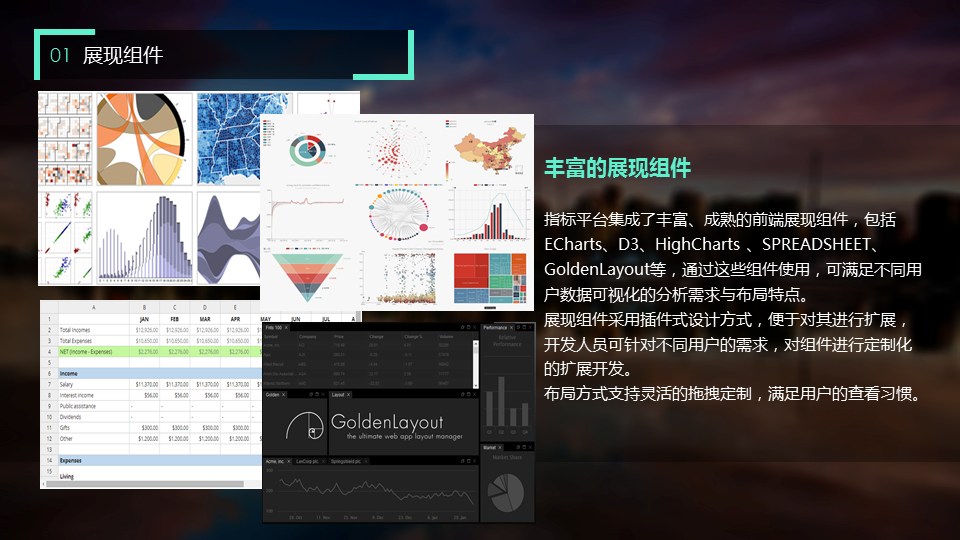 01 展现组件
丰富的展现组件
指标平台集成了丰富、成熟的前端展现组件，包括
ECharts、D3、HighCharts 、SPREADSHEET、
GoldenLayout等，通过这些组件使用，可满足不同用
户数据可视化的分析需求与布局特点。
展现组件采用插件式设计方式，便于对其进行扩展，
开发人员可针对不同用户的需求，对组件进行定制化
的扩展开发。
布局方式支持灵活的拖拽定制，满足用户的查看习惯。
A B C D E
1 JAN FEB MAR APR MAY JUN JUL A
2 Total Incomes $12,926.00 $12,926.00 $12,926.00 $12,926.00
3 Total Expenses $10,650.00 $10,650.00 $10,650.00 $10,650.00
4 NET (Income - Expenses) $2,276.00 $2,276.00 $2,276.00 $2,276.00
5
6 Income
7 Salary $11,370.00 $11,370.00 $11,370.00 $11,370.00
8 Interest income $56.00 $56.00 $56.00 $56.00
9 Public assistance - - - -
10 Dividends - - - -
11 Gifts $300.00 $300.00 $300.00 $300.00
12 Other $1,200.00 $1,200.00 $1,200.00 $1,200.00
13
14 Expenses
15 Living
Ftits 100
Symbol Company Price Change Change % Volume
Performance
Relative
Performance
Q1 Q2 Q3 Q4
Golden Layout
GoldenLayout
the ultimate web app layout manager
Acme, inc. LexCorp plc. Springshield plc.
Market
Market Share